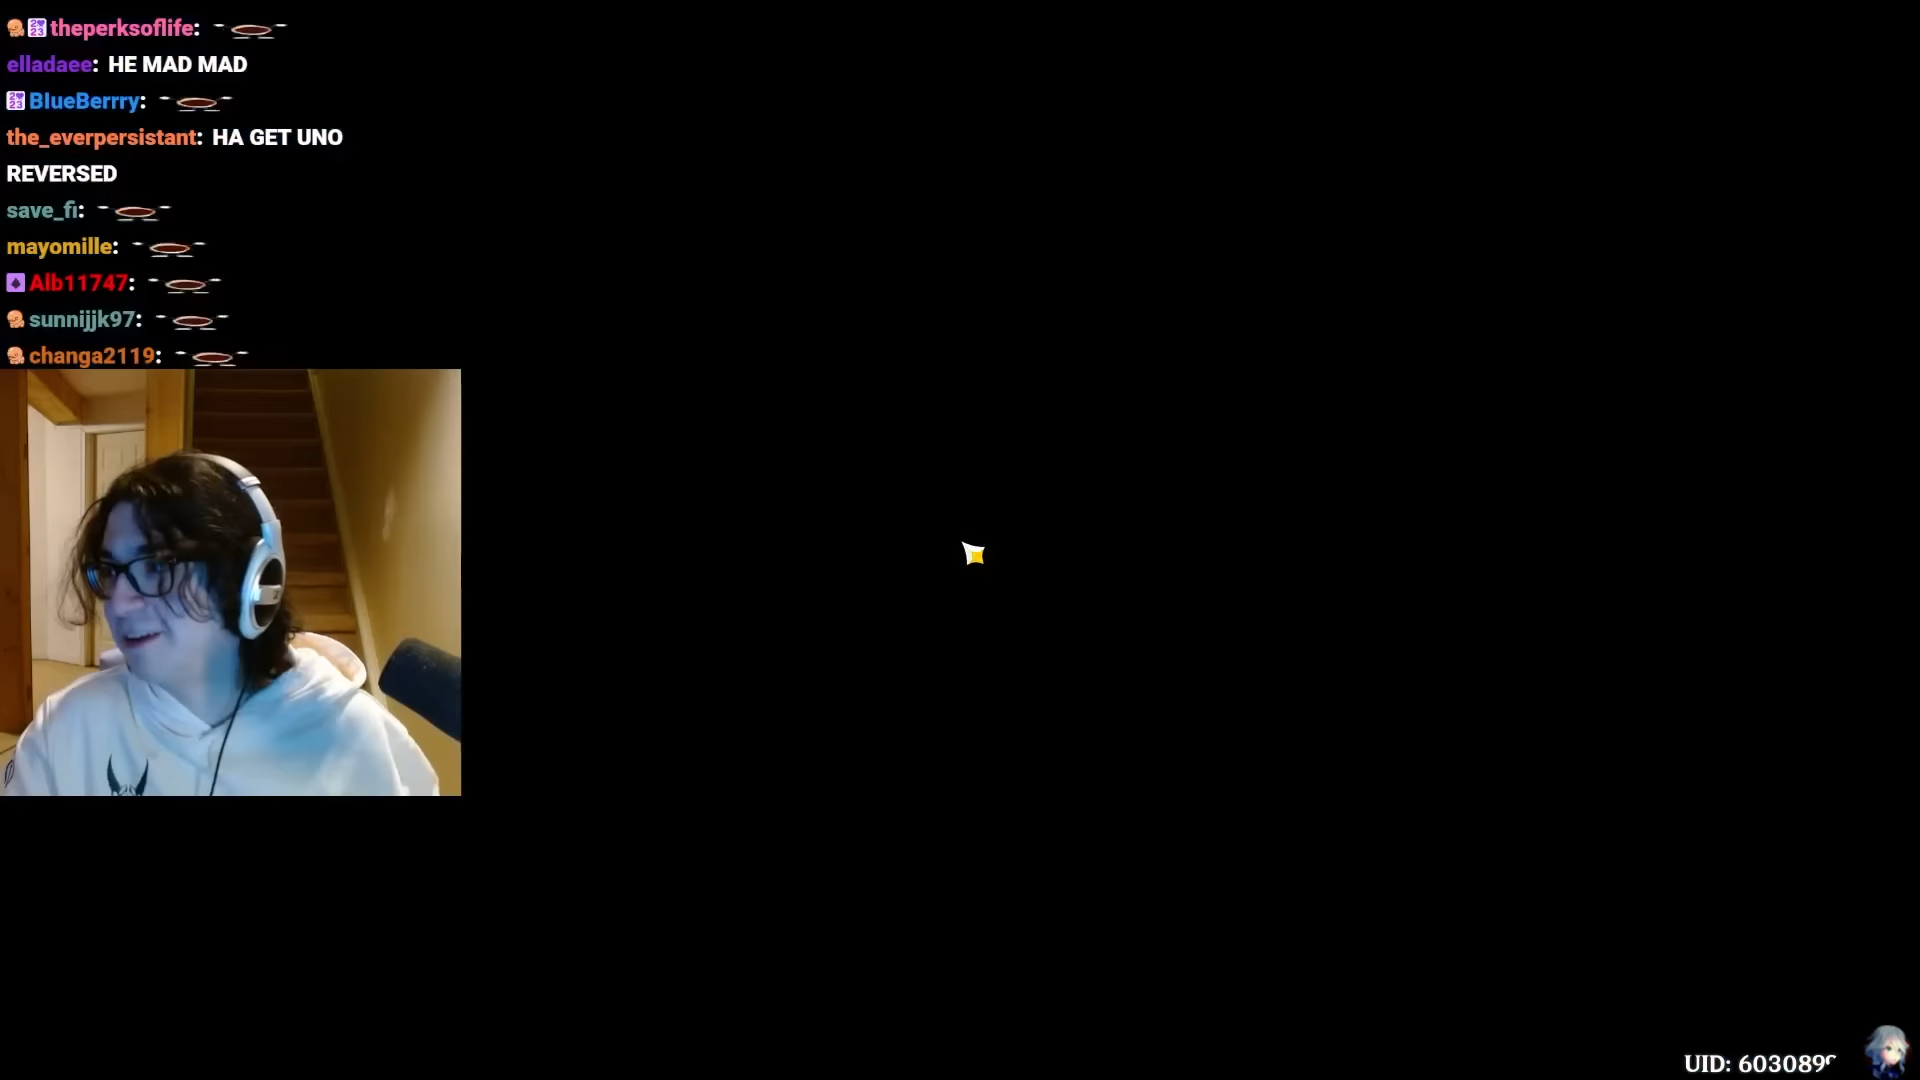 theperksoflife:
elladaee: HE MAD MAD
BlueBerrry:
the_everpersistant: HA GET UNO
REVERSED
save_fi:
mayomille:
Alb11747:
sunnijjk97:
changa2119:
UID: 603089